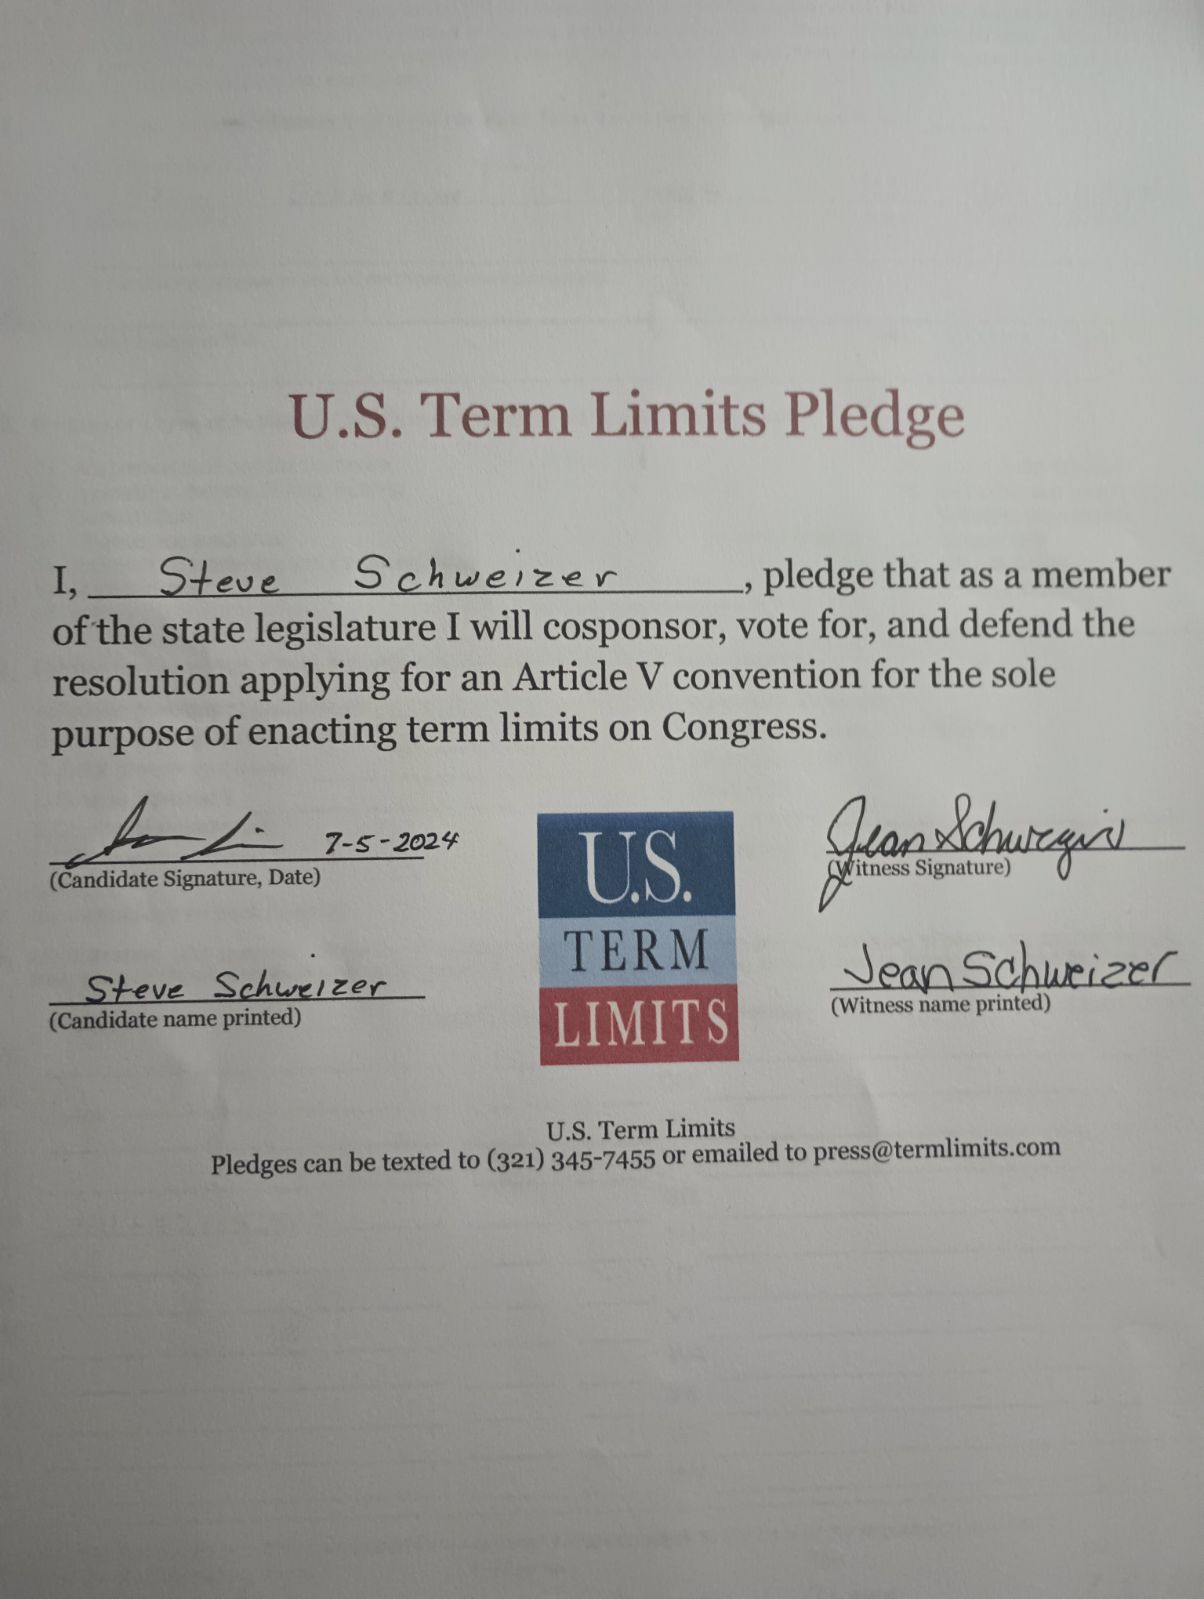 U.S. Term Limits Pledge
I, Steve Schweizer, pledge that as a member
of the state legislature I will cosponsor, vote for, and defend the
resolution applying for an Article V convention for the sole
purpose of enacting term limits on Congress.
7-5-2024
(Candidate Signature, Date)
Steve Schweizer
(Candidate name printed)
U.S.
TERM
LIMITS
Jean Schweizer
(Witness Signature)
Jean Schweizer
(Witness name printed)
U.S. Term Limits
Pledges can be texted to (321) 345-7455 or emailed to press@termlimits.com